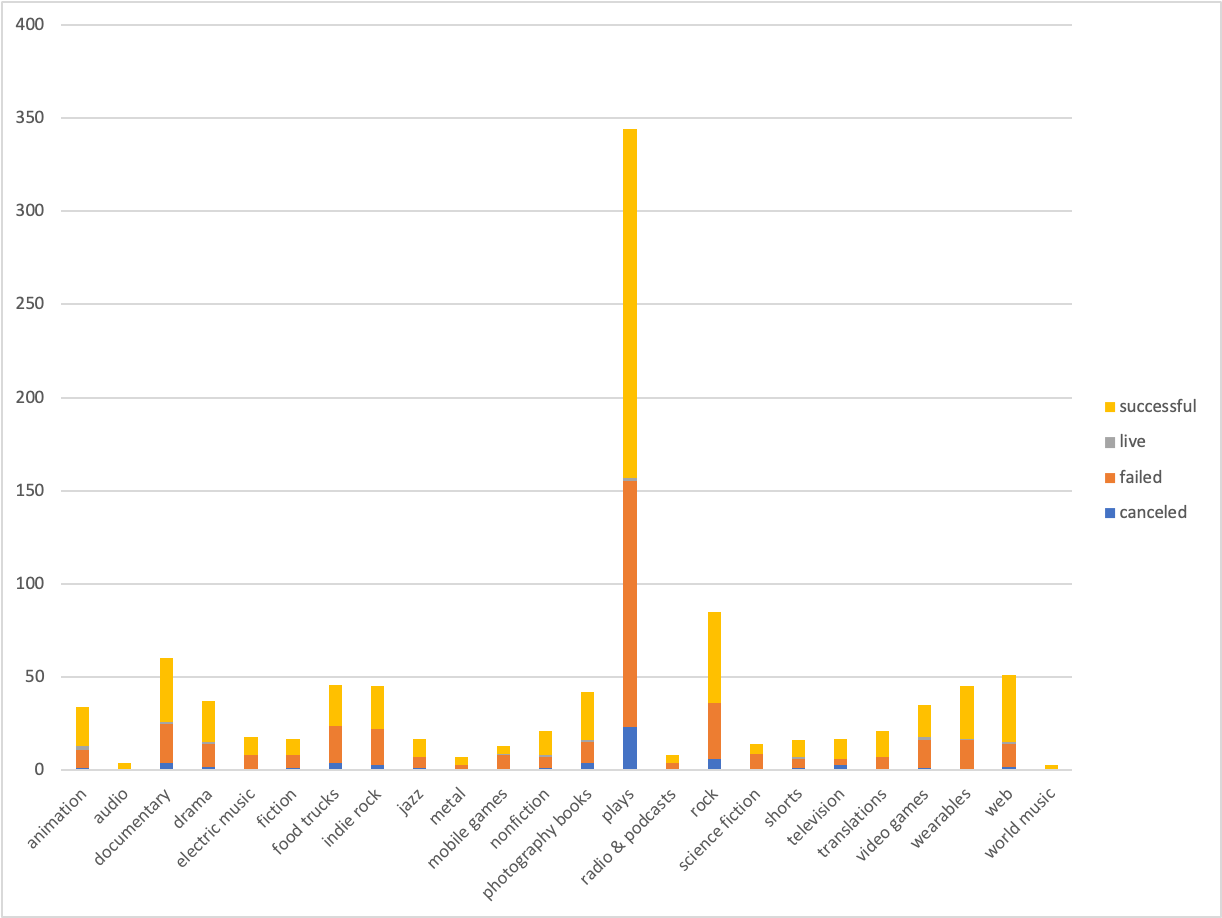 400
350
300
250
200
150
100
50
0
animation
audio
documentary
drama
electric music
fiction
food trucks
indie rock
jazz
metal
mobile games
nonfiction
photography books
plays
radio & podcasts
rock
science fiction
shorts
television
translations
video games
wearables
web
world music
successful
live
failed
canceled